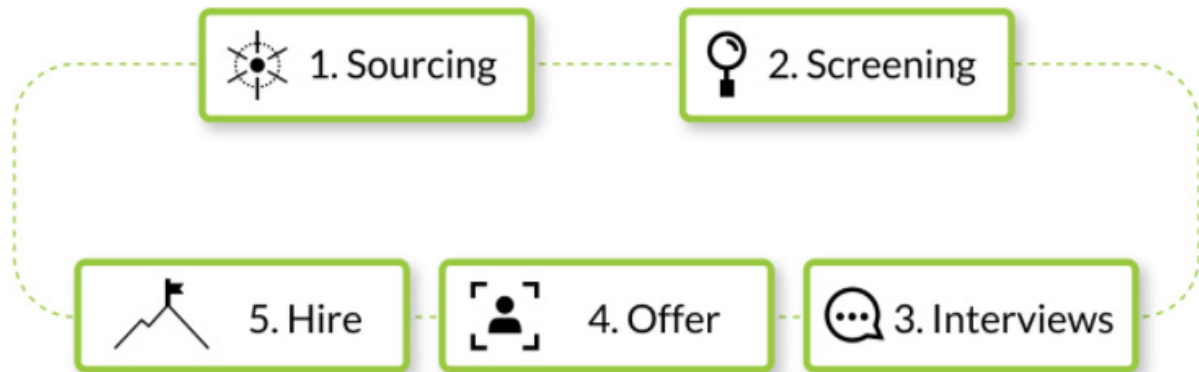 1. Sourcing
2. Screening
3. Interviews
4. Offer
5. Hire